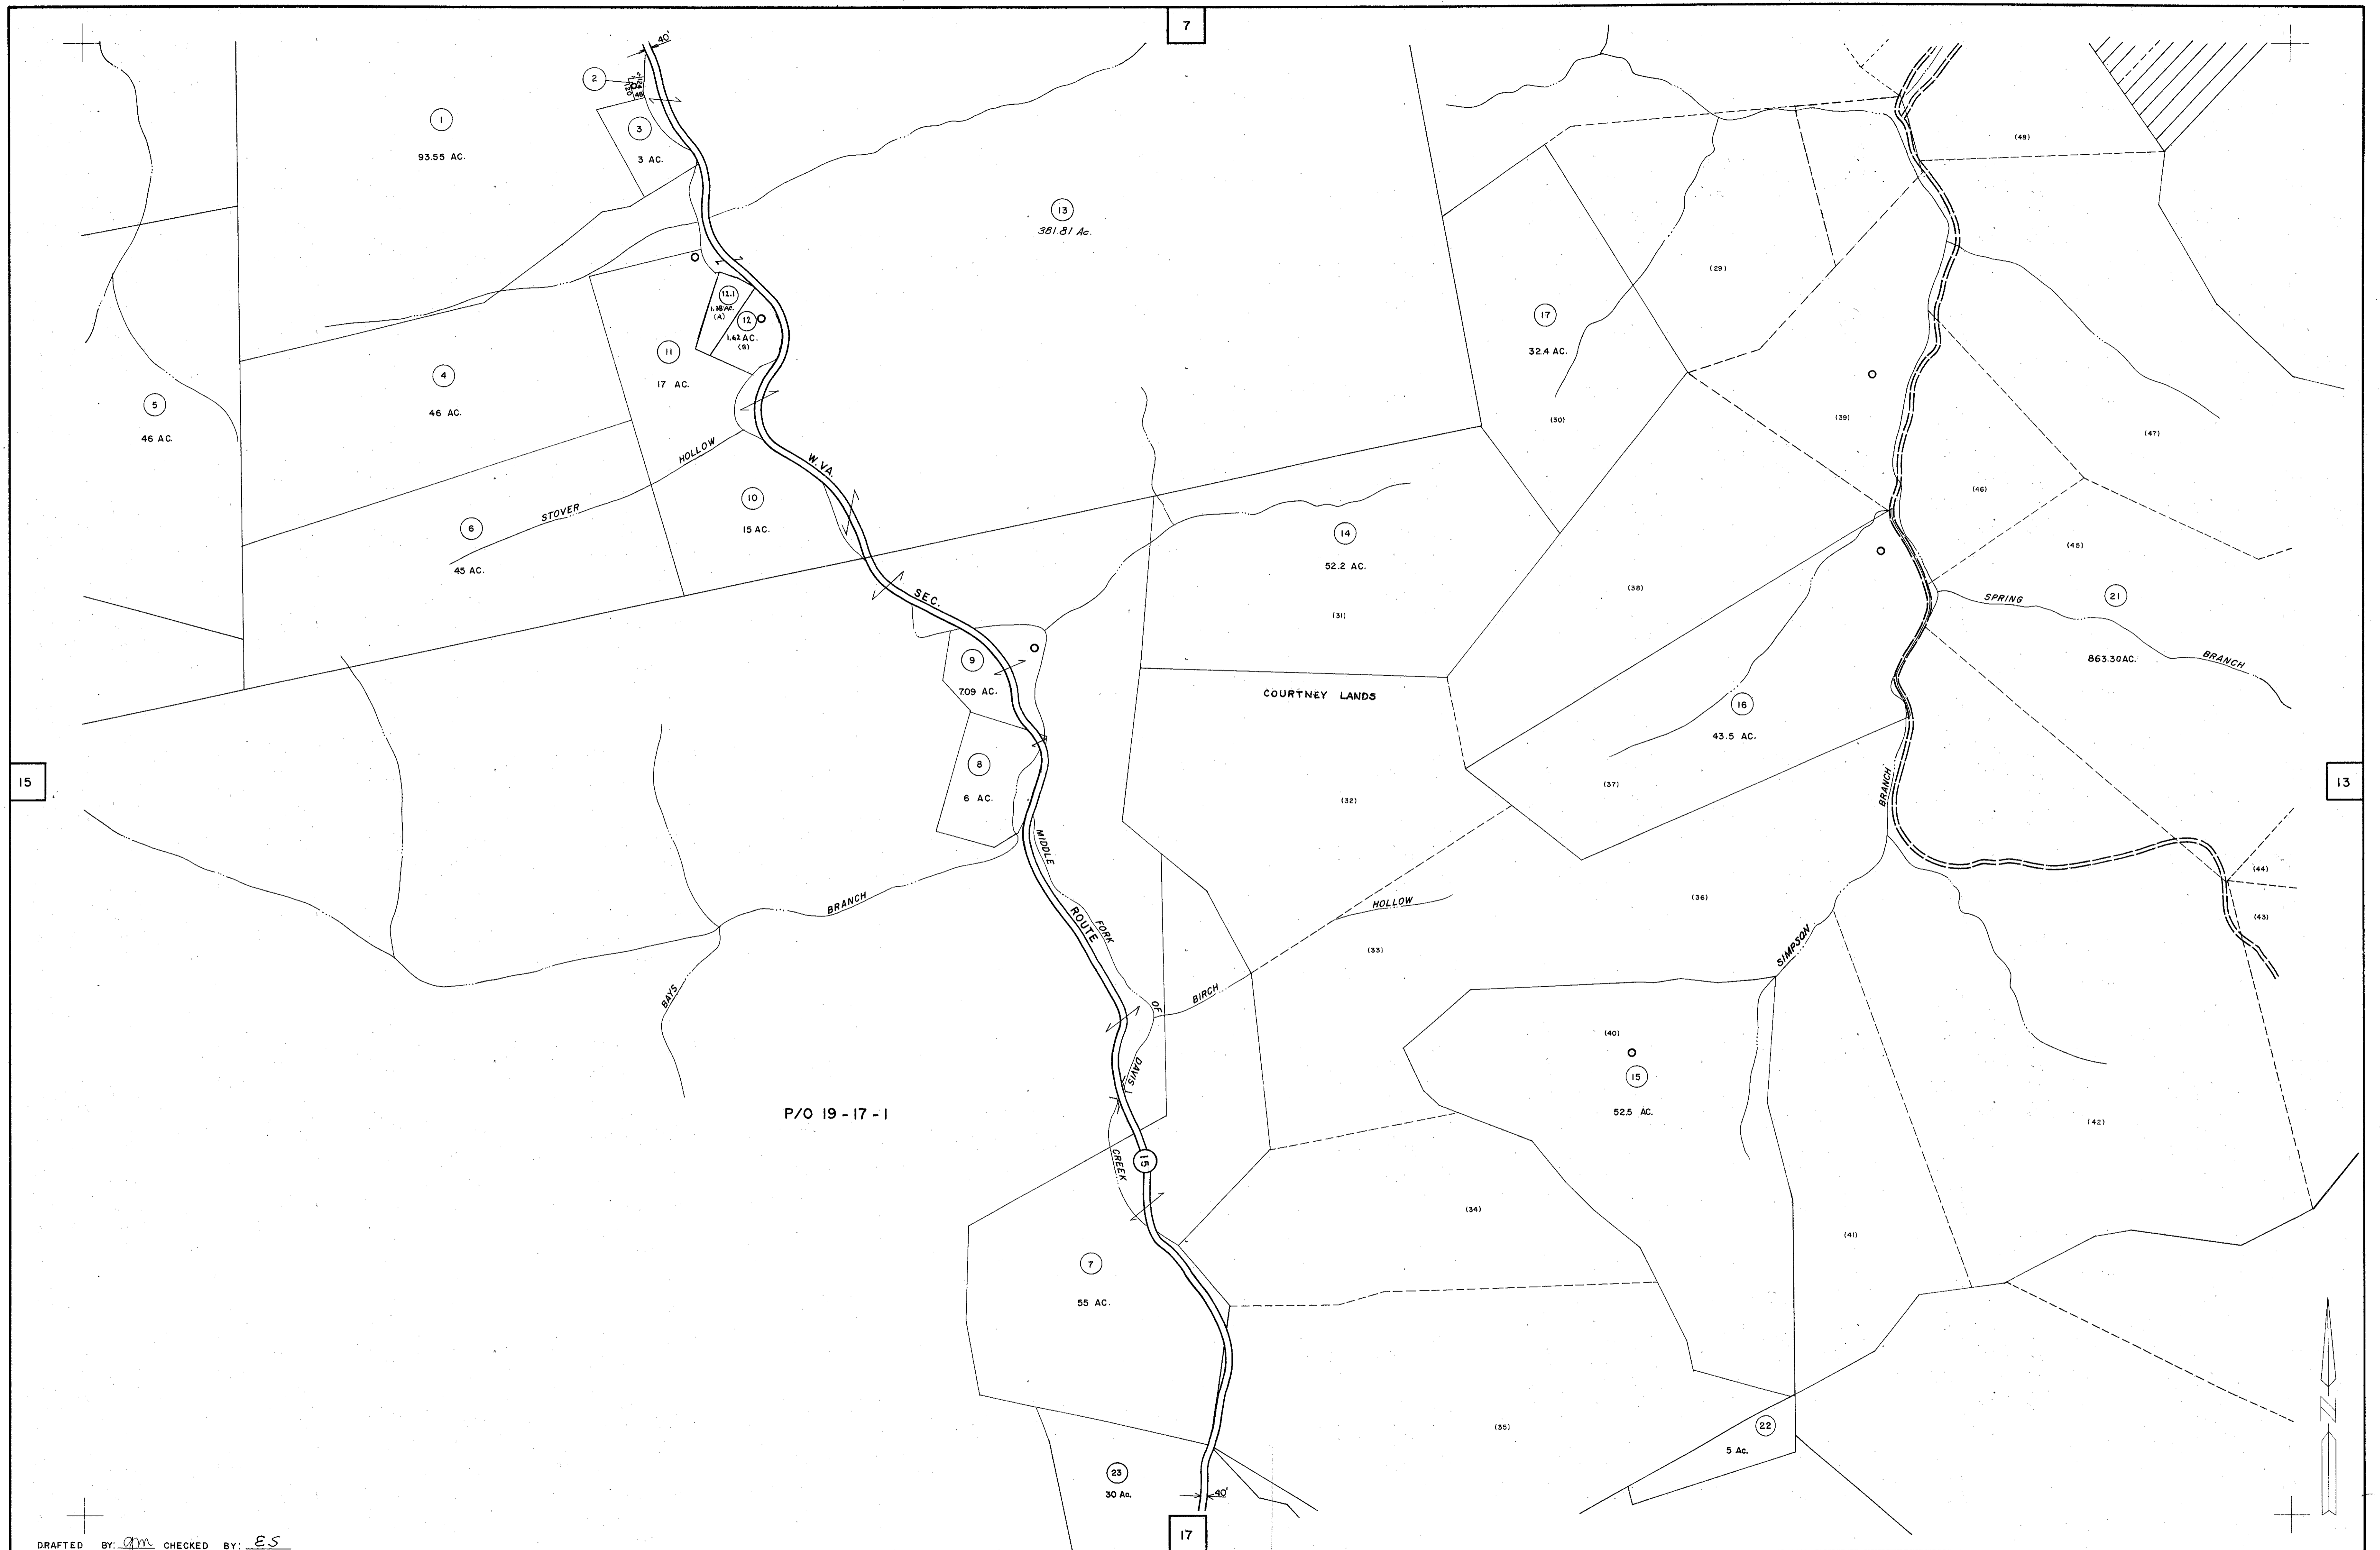 7
40'
2
48
1
93.55 AC.
3
3 AC.
(48)
13
381.81 Ac.
(29)
12.1
1.38 AC.
(A)
12
1.62 AC.
(B)
17
32.4 AC.
11
17 AC.
4
46 AC.
5
46 AC.
(30)
(39)
(47)
HOLLOW
STOVER
W. VA.
10
15 AC.
6
45 AC.
(46)
14
52.2 AC.
(45)
(38)
(31)
SEC.
SPRING
21
863.30 AC.
BRANCH
9
7.09 AC.
COURTNEY LANDS
16
43.5 AC.
8
6 AC.
15
13
(37)
(32)
BRANCH
MIDDLE
FORK
OF
DAVIS
CREEK
ROUTE
15
(44)
(43)
BRANCH
HOLLOW
(36)
SIMPSON
(33)
BAYS
BIRCH
(40)
15
52.5 AC.
P/O 19-17-1
(42)
(34)
(41)
7
55 AC.
N
22
5 Ac.
(35)
23
30 Ac.
40'
17
DRAFTED BY: gm CHECKED BY: ES